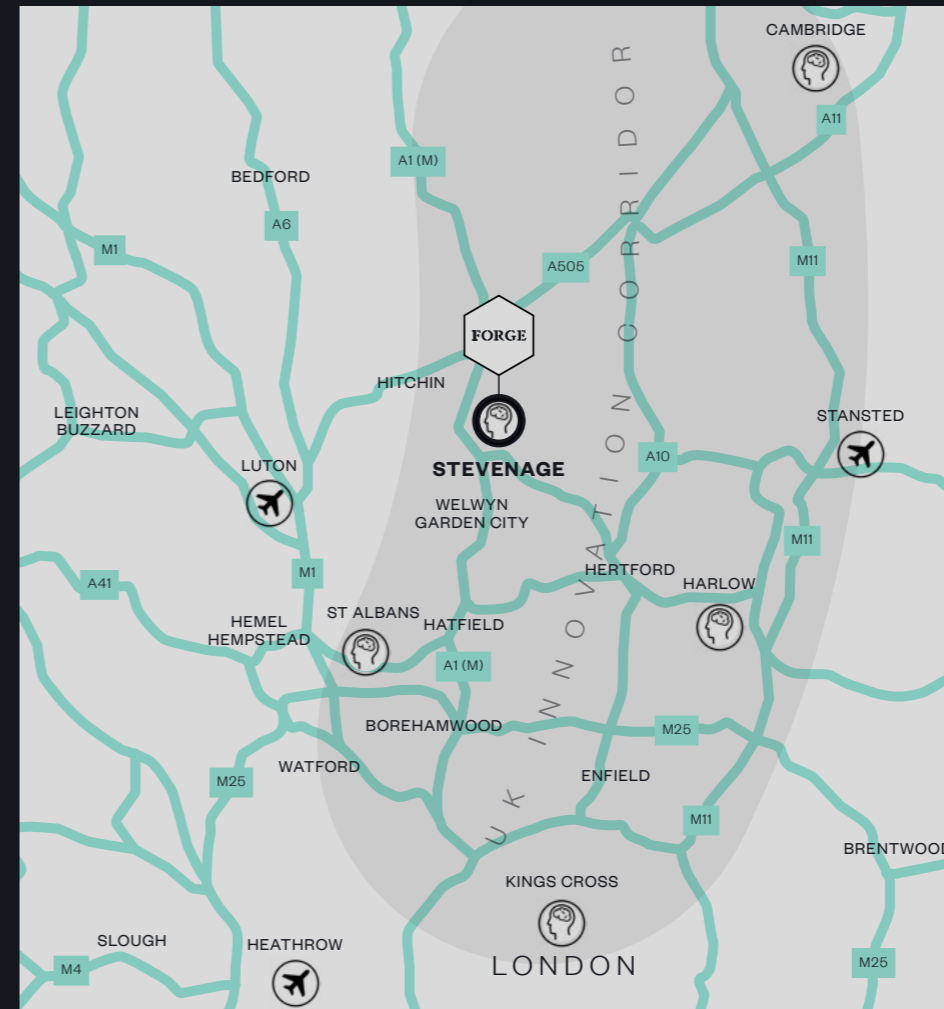 CAMBRIDGE
A11
A1 (M)
BEDFORD
A6
M1
M11
A505
FORGE
HITCHIN
LEIGHTON
BUZZARD
STANSTED
A10
LUTON
STEVENAGE
WELWYN
GARDEN CITY
M11
M1
HERTFORD
A41
HARLOW
ST ALBANS
HEMEL
HEMPSTEAD
HATFIELD
A1 (M)
UK INNOVATION CORRIDOR
BOREHAMWOOD
M25
WATFORD
ENFIELD
M25
M11
BRENTWOOD
KINGS CROSS
SLOUGH
HEATHROW
LONDON
M4
M25